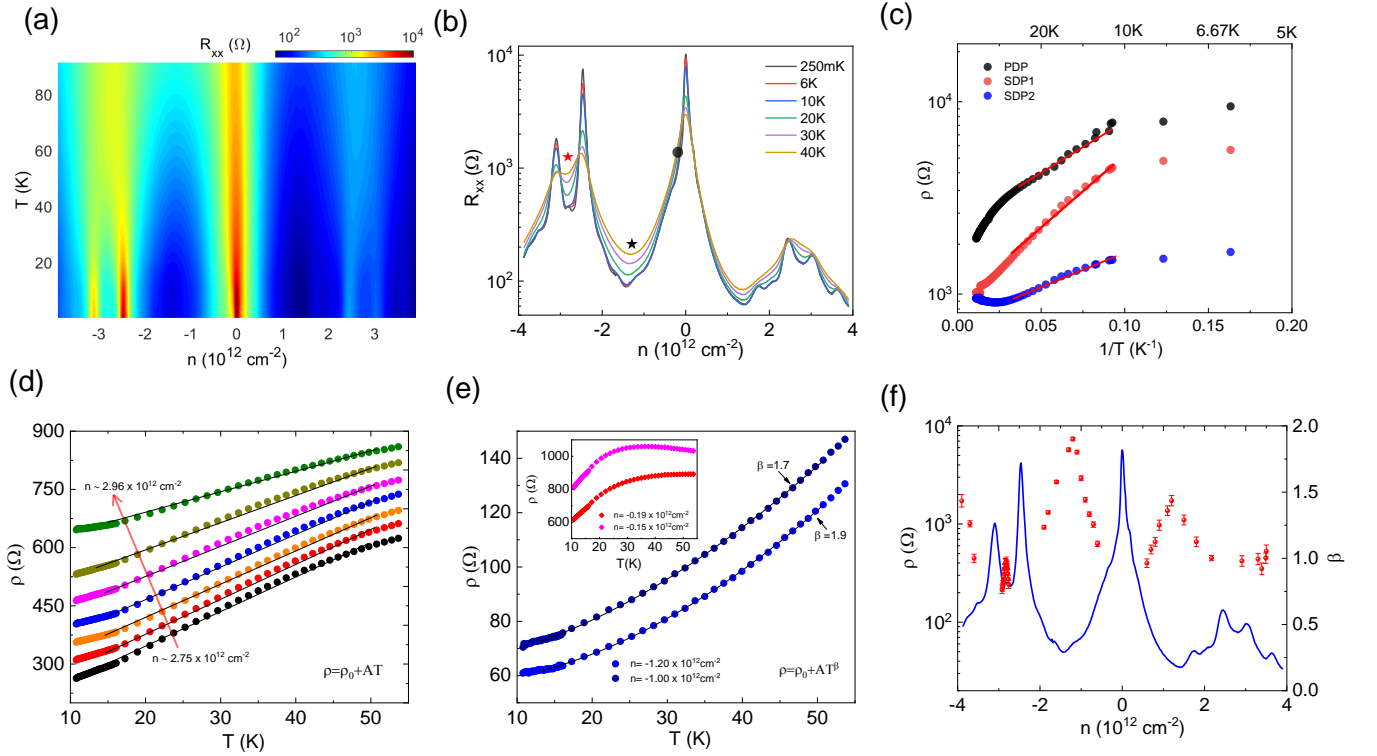 (a)
R_xx (Ω)
10^2
10^3
10^4
T (K)
80
60
40
20
-3
-2
-1
0
1
2
3
n (10^12 cm^-2)
(b)
R_xx (Ω)
10^4
10^3
10^2
250mK
6K
10K
20K
30K
40K
-4
-2
0
2
4
n (10^12 cm^-2)
(c)
20K
10K
6.67K
5K
PDP
SDP1
SDP2
ρ (Ω)
10^4
10^3
0.00
0.05
0.10
0.15
0.20
1/T (K^-1)
(d)
ρ (Ω)
900
750
600
450
300
n ~ 2.96 x 10^12 cm^-2
n ~ 2.75 x 10^12 cm^-2
ρ=ρ_0+AT
10
20
30
40
50
T (K)
(e)
ρ (Ω)
140
120
100
80
60
ρ (Ω)
1000
800
600
n= -0.19 x 10^12cm^-2
n= -0.15 x 10^12cm^-2
10
20
30
40
50
T(K)
β =1.7
β =1.9
n= -1.20 x 10^12cm^-2
n= -1.00 x 10^12cm^-2
ρ=ρ_0+AT^β
10
20
30
40
50
T (K)
(f)
ρ (Ω)
10^4
10^3
10^2
2.0
1.5
1.0
0.5
0.0
β
-4
-2
0
2
4
n (10^12 cm^-2)